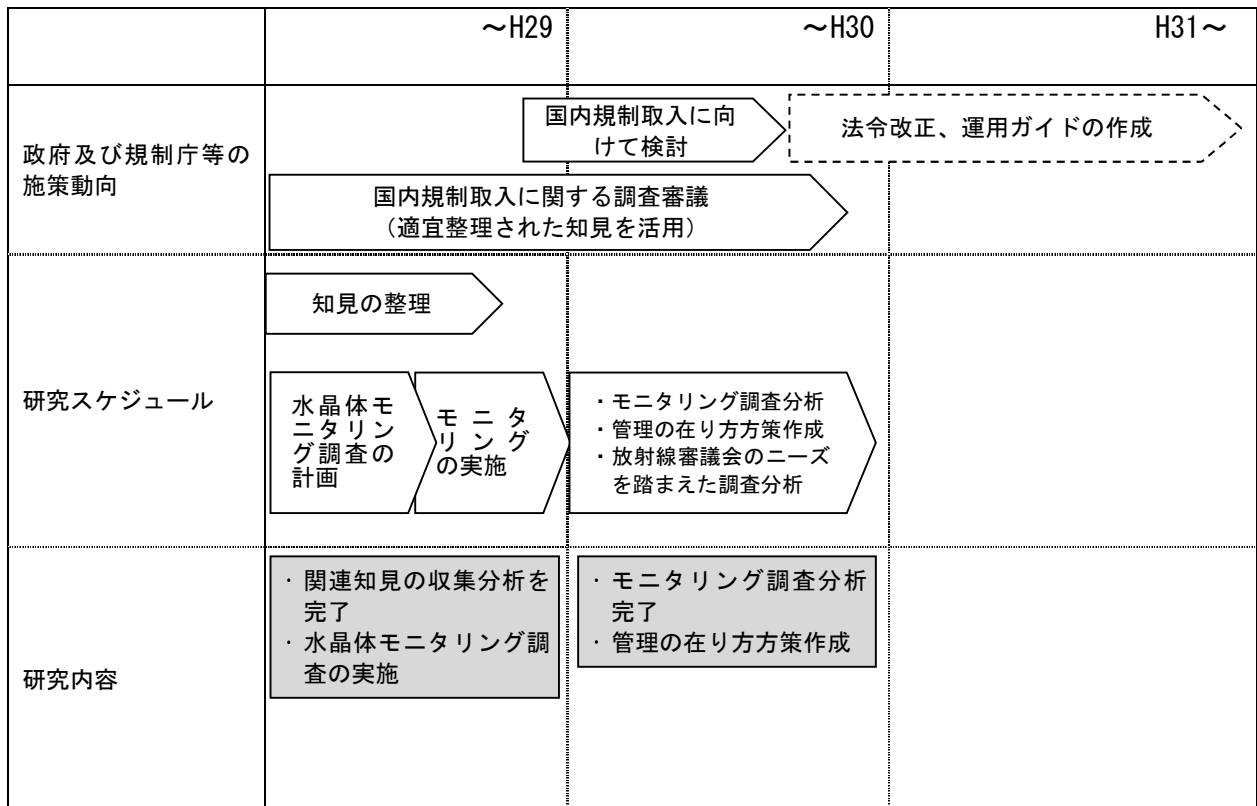 ～H29
～H30
H31～
政府及び規制庁等の
施策動向
国内規制取入に向
けて検討
法令改正、運用ガイドの作成
国内規制取入に関する調査審議
（適宜整理された知見を活用）
研究スケジュール
知見の整理
水晶体モ
ニタリン
グ調査の
計画
モニタ
リング
の実施
・モニタリング調査分析
・管理の在り方方策作成
・放射線審議会のニーズ
を踏まえた調査分析
研究内容
・関連知見の収集分析を
完了
・水晶体モニタリング調
査の実施
・モニタリング調査分析
完了
・管理の在り方方策作成